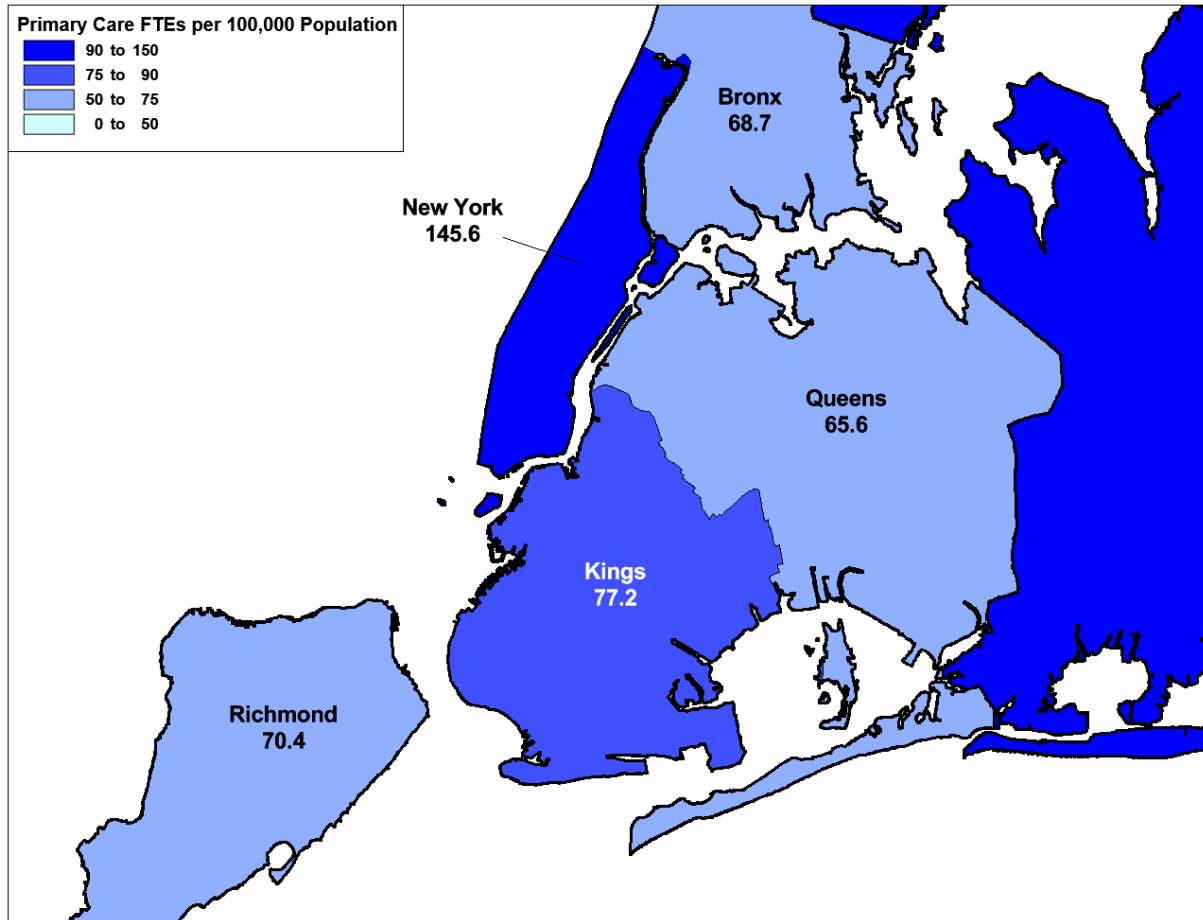 Primary Care FTEs per 100,000 Population
90 to 150
75 to 90
50 to 75
0 to 50
Bronx
68.7
New York
145.6
Queens
65.6
Kings
77.2
Richmond
70.4